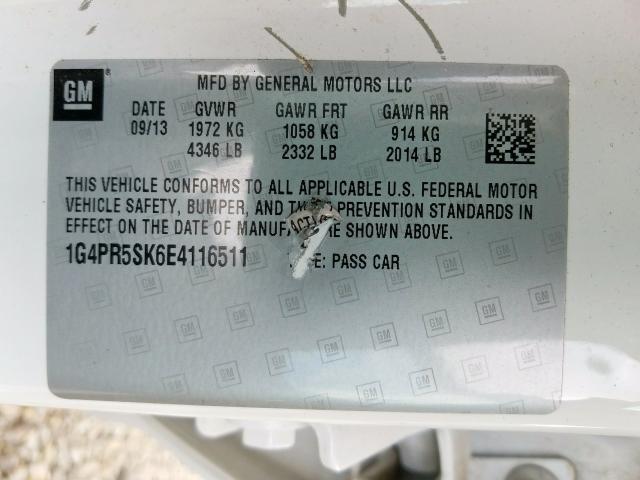 GM
MFD BY GENERAL MOTORS LLC
DATE GVWR GAWR FRT GAWR RR
09/13 1972 KG 1058 KG 914 KG
4346 LB 2332 LB 2014 LB
THIS VEHICLE CONFORMS TO ALL APPLICABLE U.S. FEDERAL MOTOR
VEHICLE SAFETY, BUMPER, AND PREVENTION STANDARDS IN
EFFECT ON THE DATE OF SHOWN ABOVE.
1G4PR5SK6E4116511 PASS CAR